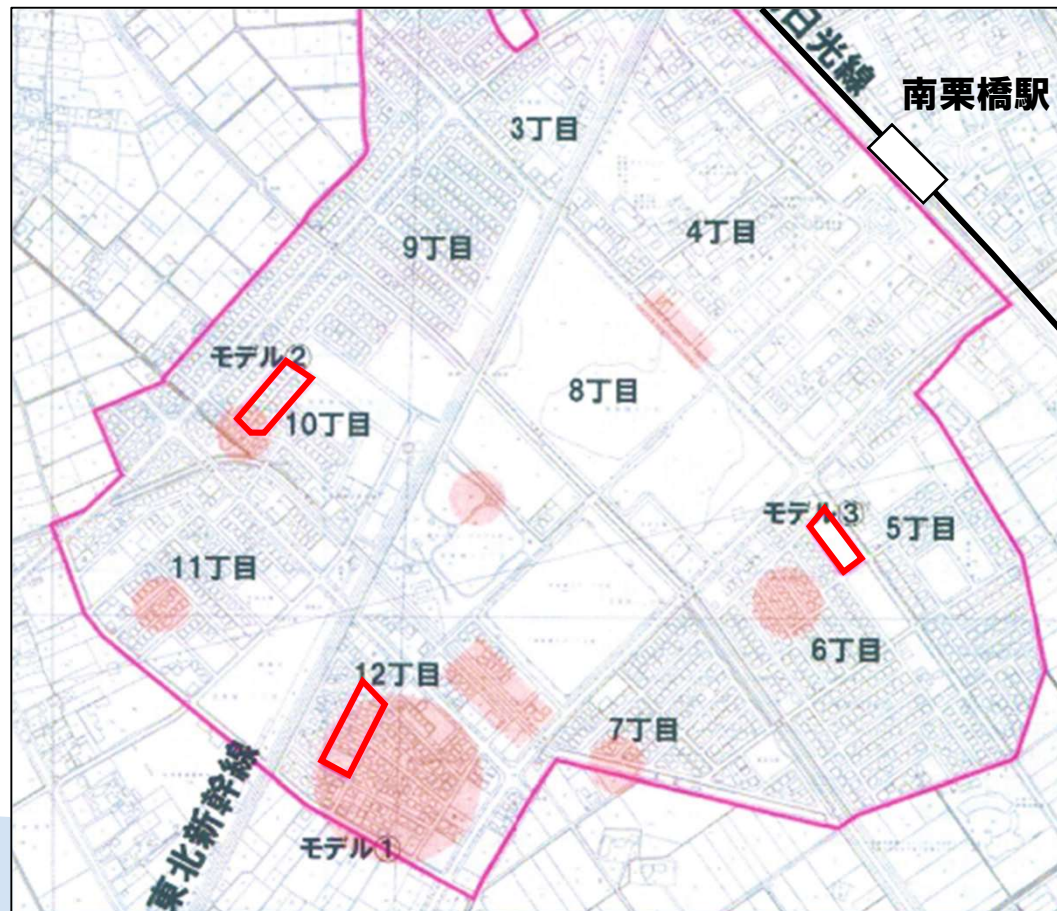 日光線
南栗橋駅
3丁目
4丁目
9丁目
モデル②
8丁目
10丁目
モデル③
5丁目
11丁目
6丁目
12丁目
7丁目
東北新幹線
モデル①